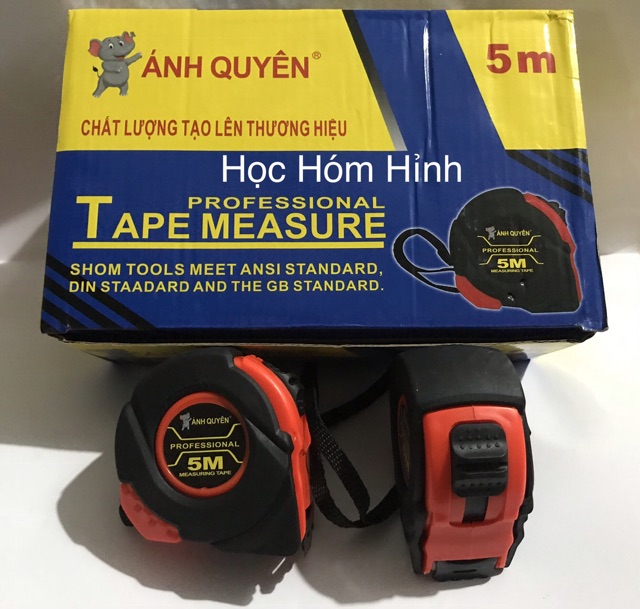 ÁNH QUYÊN®
5m
CHẤT LƯỢNG TẠO LÊN THƯƠNG HIỆU
Học Hóm Hỉnh
PROFESSIONAL
TAPE MEASURE
SHOM TOOLS MEET ANSI STANDARD,
DIN STAADARD AND THE GB STANDARD.
ÁNH QUYÊN®
PROFESSIONAL
5M
MEASURING TAPE
ÁNH QUYÊN®
PROFESSIONAL
5M
MEASURING TAPE